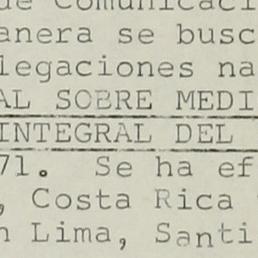 de Comunicaci
anera se busc
legaciones na
AL SOBRE MEDI
INTEGRAL DEL
71. Se ha ef
, Costa Rica
n Lima, Santi